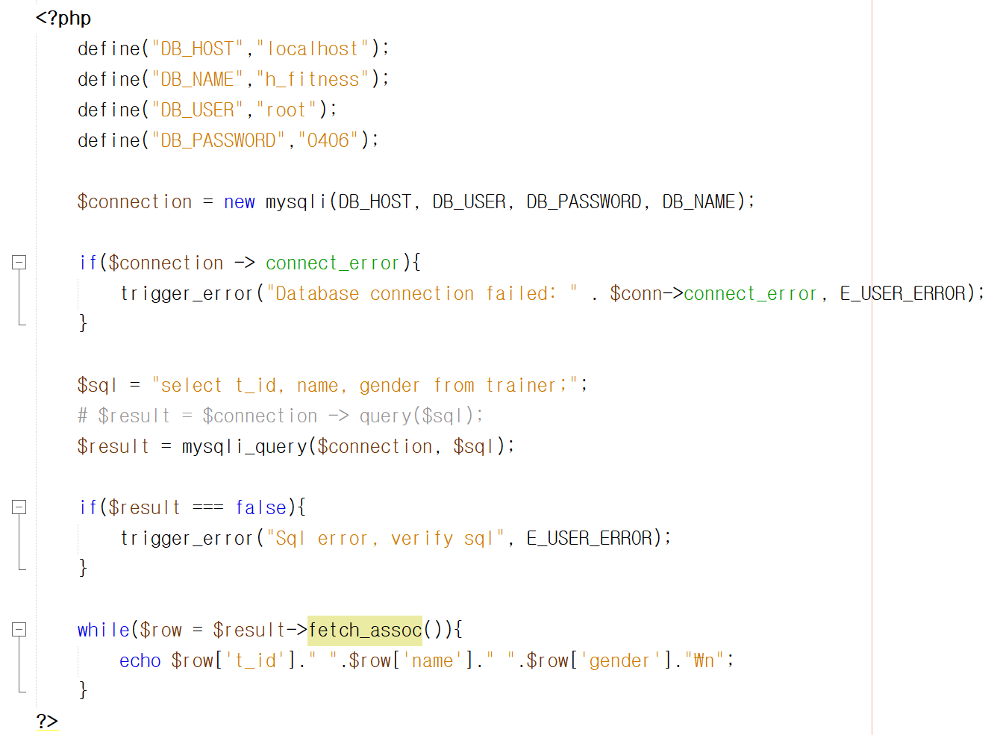 <?php
define("DB_HOST","localhost");
define("DB_NAME","h_fitness");
define("DB_USER","root");
define("DB_PASSWORD","0406");
$connection = new mysqli(DB_HOST, DB_USER, DB_PASSWORD, DB_NAME);
if($connection -> connect_error){
trigger_error("Database connection failed: " . $conn->connect_error, E_USER_ERROR);
}
$sql = "select t_id, name, gender from trainer;";
# $result = $connection -> query($sql);
$result = mysqli_query($connection, $sql);
if($result === false){
trigger_error("Sql error, verify sql", E_USER_ERROR);
}
while($row = $result->fetch_assoc()){
echo $row['t_id']." ".$row['name']." ".$row['gender']."₩n";
}
?>